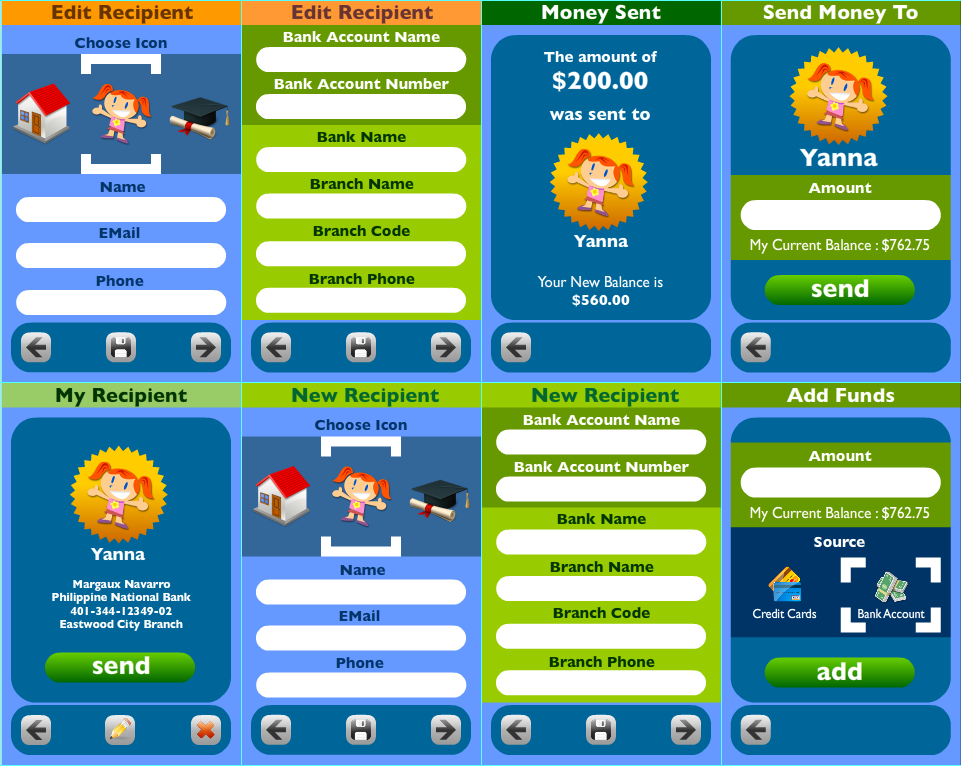 Edit Recipient
Choose Icon
Name
EMail
Phone
Edit Recipient
Bank Account Name
Bank Account Number
Bank Name
Branch Name
Branch Code
Branch Phone
Money Sent
The amount of
$200.00
was sent to
Yanna
Your New Balance is
$560.00
Send Money To
Yanna
Amount
My Current Balance : $762.75
send
My Recipient
Yanna
Margaux Navarro
Philippine National Bank
401-344-12349-02
Eastwood City Branch
send
New Recipient
Choose Icon
Name
EMail
Phone
New Recipient
Bank Account Name
Bank Account Number
Bank Name
Branch Name
Branch Code
Branch Phone
Add Funds
Amount
My Current Balance : $762.75
Source
Credit Cards
Bank Account
add